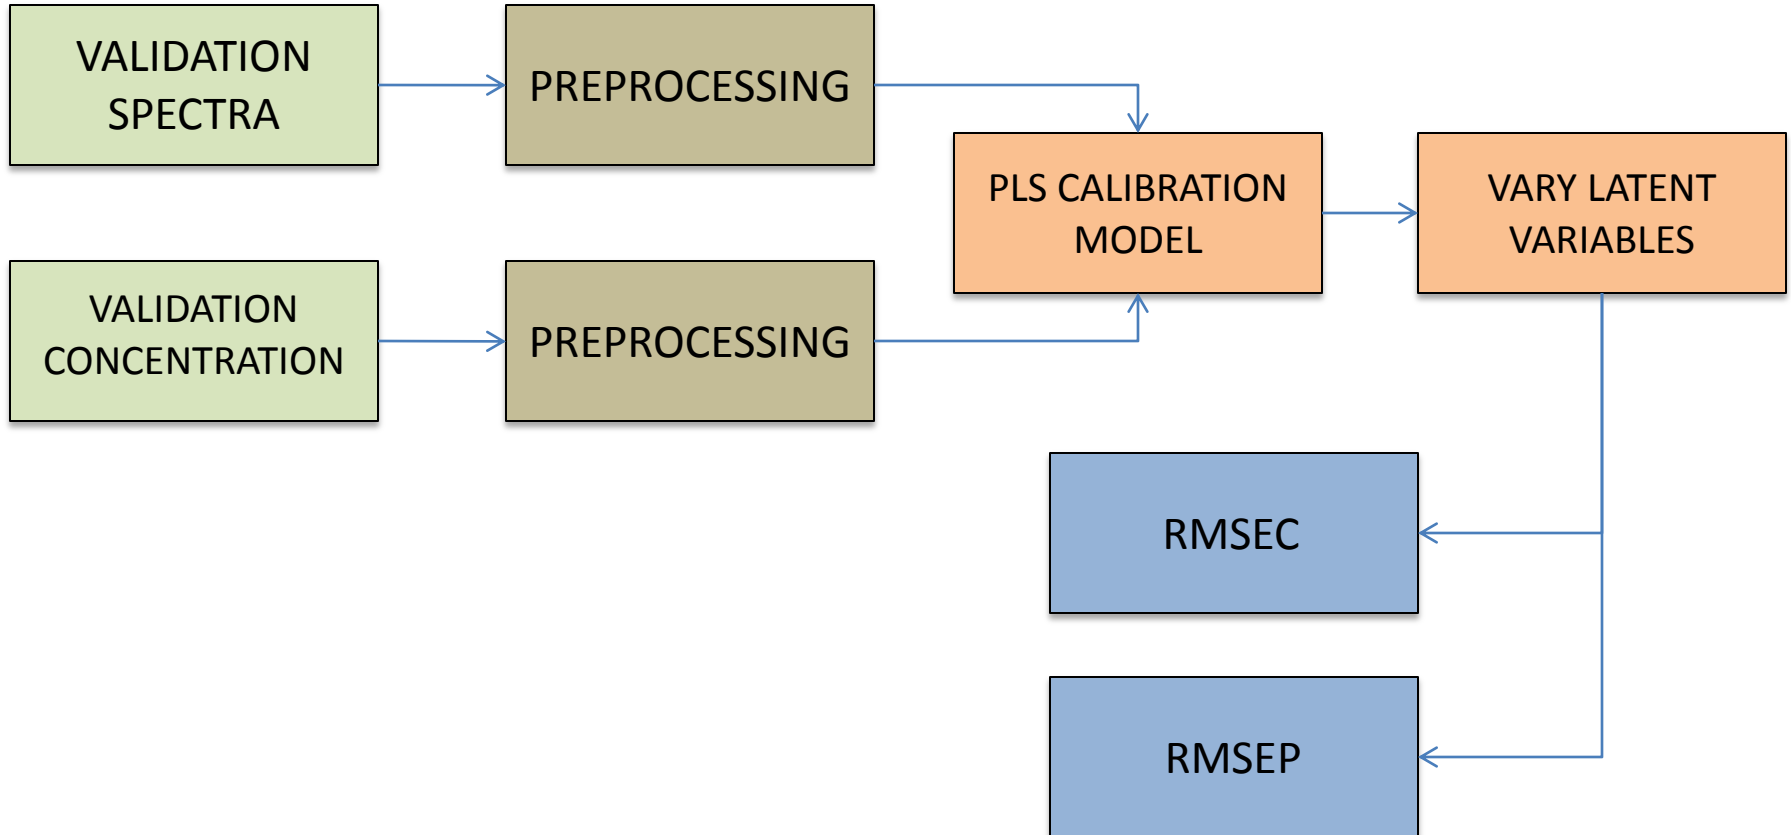 VALIDATION
SPECTRA
PREPROCESSING
PLS CALIBRATION
MODEL
VARY LATENT
VARIABLES
VALIDATION
CONCENTRATION
PREPROCESSING
RMSEC
RMSEP